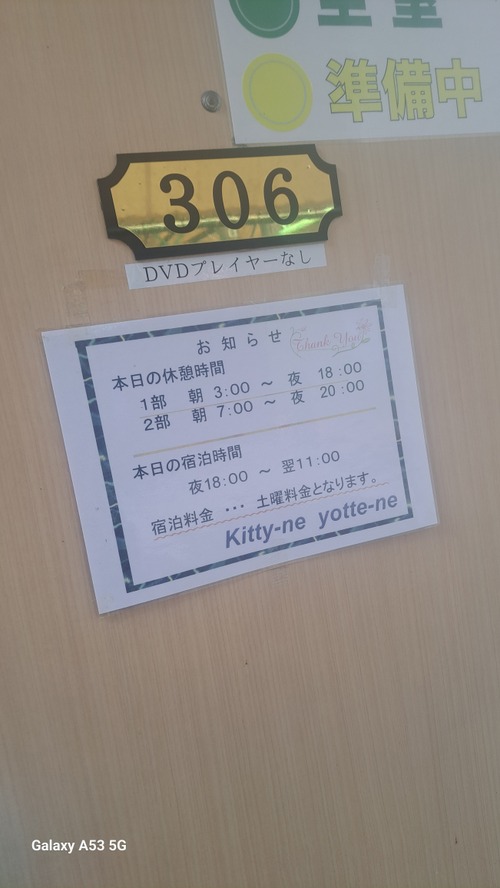 準備中
306
DVDプレイヤーなし
お知らせ Thank You
本日の休憩時間
1部 朝 3:00 ～ 夜 18:00
2部 朝 7:00 ～ 夜 20:00
本日の宿泊時間
夜18:00 ～ 翌11:00
宿泊料金 ･･･ 土曜料金となります。
Kitty-ne yotte-ne
Galaxy A53 5G